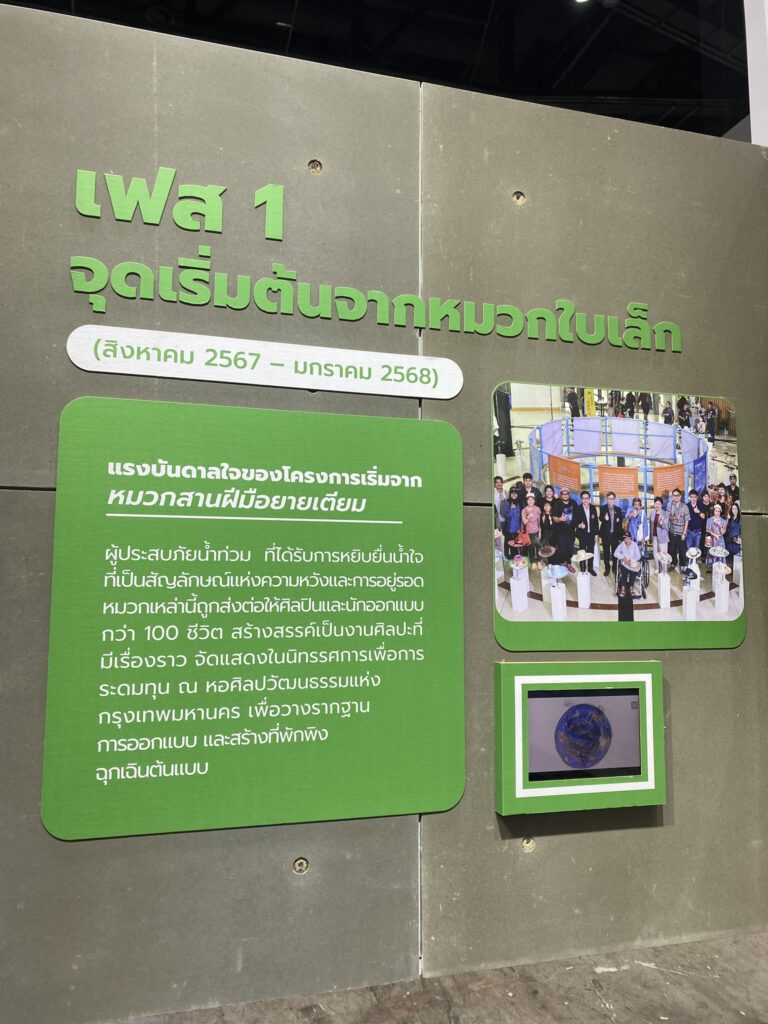 เฟส 1
จุดเริ่มต้นจากหมวกใบเล็ก
(สิงหาคม 2567 – มกราคม 2568)
แรงบันดาลใจของโครงการเริ่มจาก
หมวกสานฝีมือยายเตียม
ผู้ประสบภัยน้ำท่วม ที่ได้รับการหยิบยื่นน้ำใจ
ที่เป็นสัญลักษณ์แห่งความหวังและการอยู่รอด
หมวกเหล่านี้ถูกส่งต่อให้ศิลปินและนักออกแบบ
กว่า 100 ชีวิต สร้างสรรค์เป็นงานศิลปะที่
มีเรื่องราว จัดแสดงในนิทรรศการเพื่อการ
ระดมทุน ณ หอศิลปวัฒนธรรมแห่ง
กรุงเทพมหานคร เพื่อวางรากฐาน
การออกแบบ และสร้างที่พักพิง
ฉุกเฉินต้นแบบ